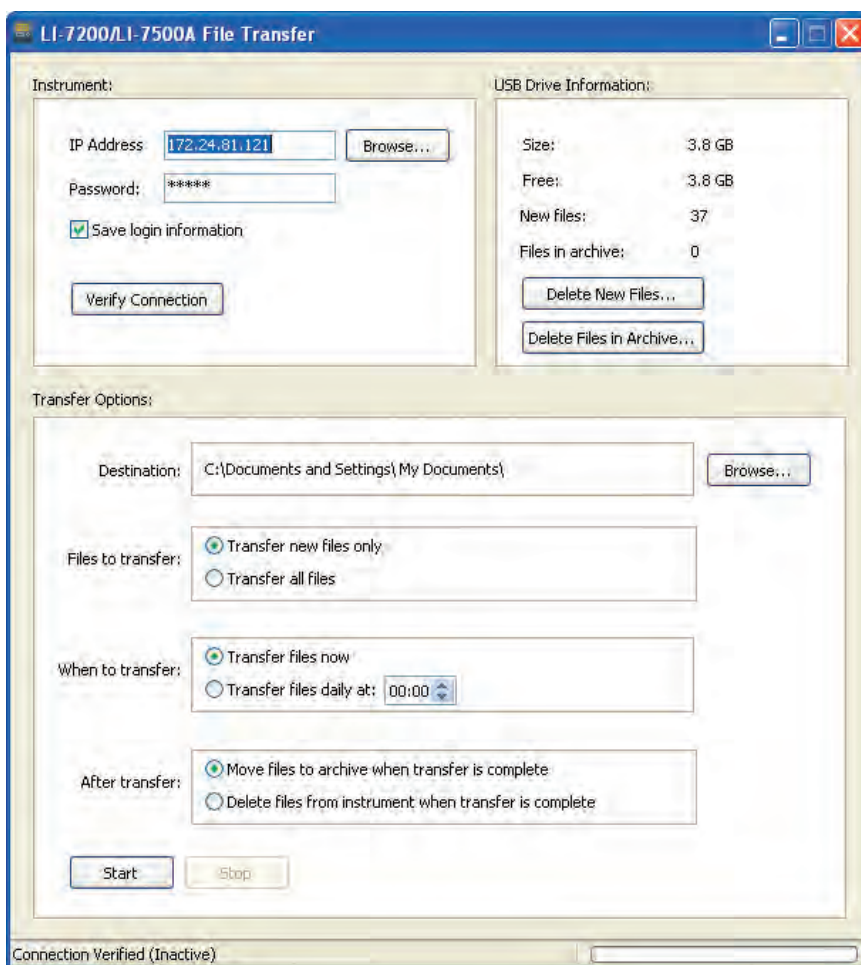 LI-7200/LI-7500A File Transfer
Instrument:
IP Address 172.24.81.121 Browse...
Password: *****
Save login information
Verify Connection
USB Drive Information:
Size: 3.8 GB
Free: 3.8 GB
New files: 37
Files in archive: 0
Delete New Files...
Delete Files in Archive...
Transfer Options:
Destination: C:\Documents and Settings\ My Documents\ Browse...
Files to transfer:
Transfer new files only
Transfer all files
When to transfer:
Transfer files now
Transfer files daily at: 00:00
After transfer:
Move files to archive when transfer is complete
Delete files from instrument when transfer is complete
Start Stop
Connection Verified (Inactive)